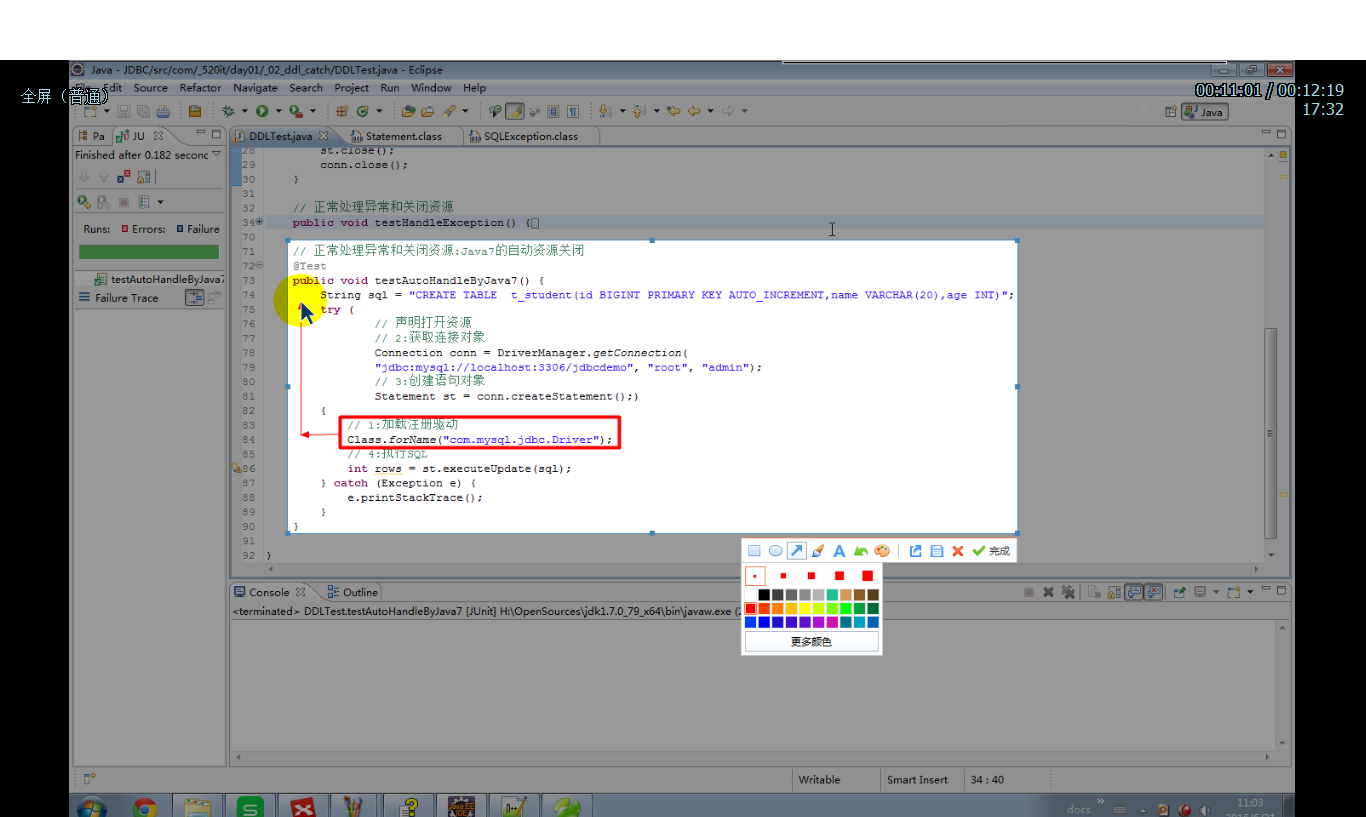 Java - JDBC/src/com/_520it/day01/_02_ddl_catch/DDLTest.java - Eclipse
全屏（普通）
Edit Source Refactor Navigate Search Project Run Window Help
00:11:01 / 00:12:19
17:32
Java
Pa JU
DDLTest.java Statement.class SQLException.class
Finished after 0.182 seconc
Runs: Errors: Failure
testAutoHandleByJava7
Failure Trace
28 st.close();
29 conn.close();
30 }
31
32 // 正常处理异常和关闭资源
34 public void testHandleException() {
70
71 // 正常处理异常和关闭资源:Java7的自动资源关闭
72 @Test
73 public void testAutoHandleByJava7() {
74 String sql = "CREATE TABLE  t_student(id BIGINT PRIMARY KEY AUTO_INCREMENT,name VARCHAR(20),age INT)";
75 try (
76 // 声明打开资源
77 // 2:获取连接对象
78 Connection conn = DriverManager.getConnection(
79 "jdbc:mysql://localhost:3306/jdbcdemo", "root", "admin");
80 // 3:创建语句对象
81 Statement st = conn.createStatement();)
82 {
83 // 1:加载注册驱动
84 Class.forName("com.mysql.jdbc.Driver");
85 // 4:执行SQL
86 int rows = st.executeUpdate(sql);
87 } catch (Exception e) {
88 e.printStackTrace();
89 }
90 }
91
92 }
A 完成
更多颜色
Console Outline
<terminated> DDLTest.testAutoHandleByJava7 [JUnit] H:\OpenSources\jdk1.7.0_79_x64\bin\javaw.exe (2
Writable Smart Insert 34 : 40
docs
11:03